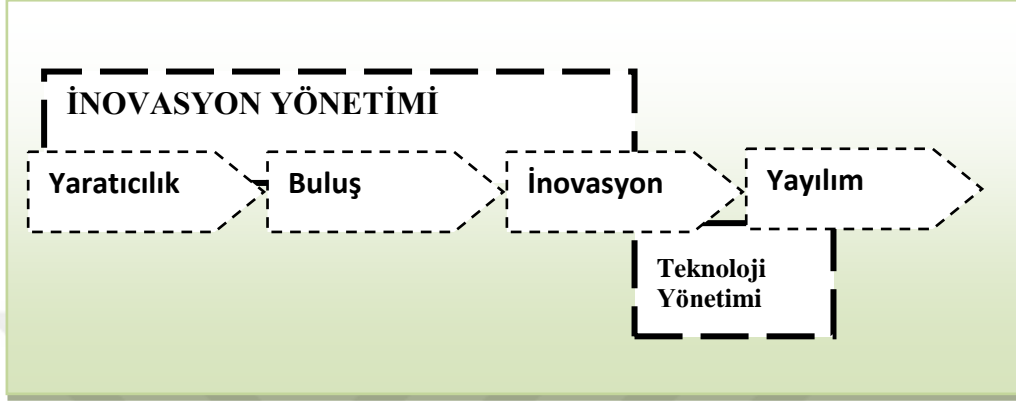 İNOVASYON YÖNETİMİ
Yaratıcılık
Buluş
İnovasyon
Yayılım
Teknoloji
Yönetimi